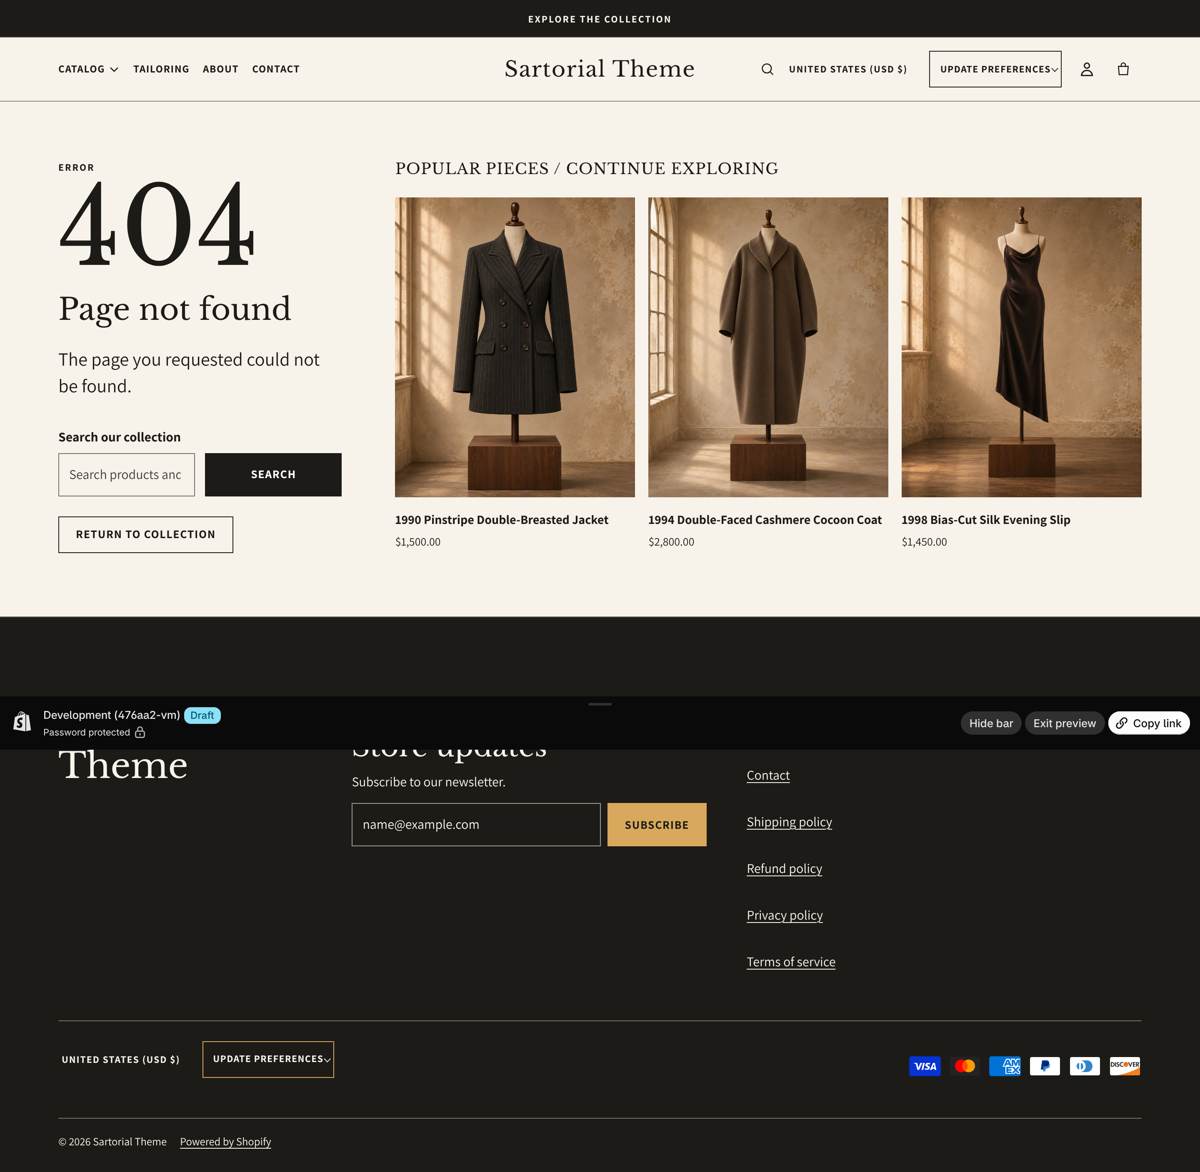 EXPLORE THE COLLECTION
CATALOG TAILORING ABOUT CONTACT
Sartorial Theme
UNITED STATES (USD $)
UPDATE PREFERENCES
ERROR
404
Page not found
The page you requested could not
be found.
Search our collection
Search products anc
SEARCH
RETURN TO COLLECTION
POPULAR PIECES / CONTINUE EXPLORING
1990 Pinstripe Double-Breasted Jacket
$1,500.00
1994 Double-Faced Cashmere Cocoon Coat
$2,800.00
1998 Bias-Cut Silk Evening Slip
$1,450.00
Development (476aa2-vm) Draft
Password protected
Hide bar
Exit preview
Copy link
Theme
Store updates
Subscribe to our newsletter.
name@example.com
SUBSCRIBE
Contact
Shipping policy
Refund policy
Privacy policy
Terms of service
UNITED STATES (USD $)
UPDATE PREFERENCES
VISA
AMEX
DISCOVER
© 2026 Sartorial Theme Powered by Shopify